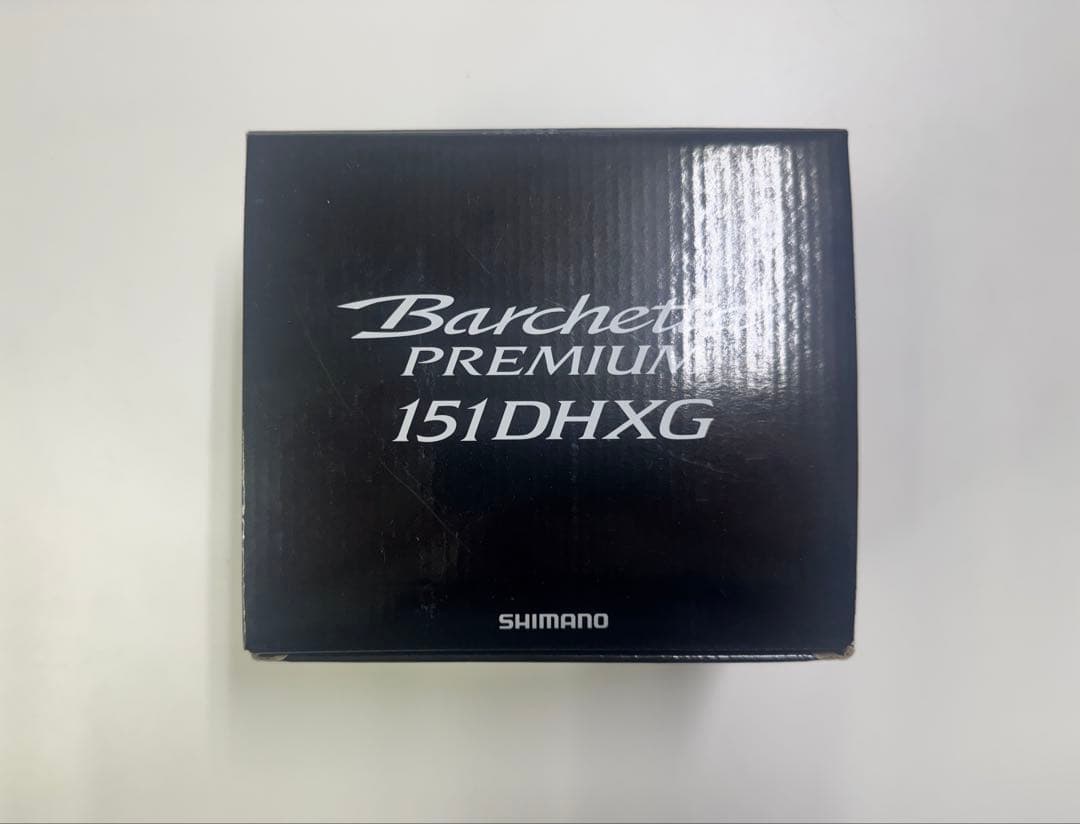 Barchetta
PREMIUM
151DHXG
SHIMANO